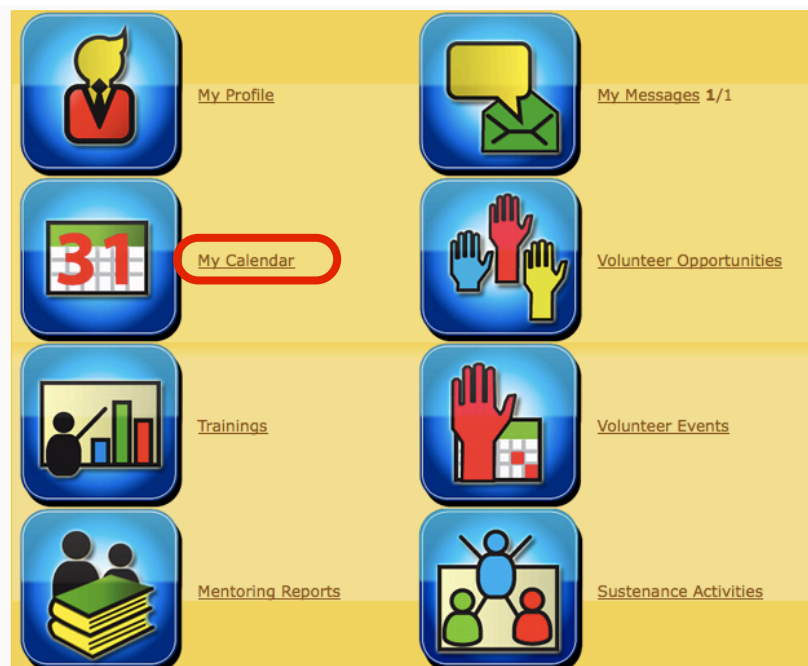 My Profile
My Messages 1/1
31
My Calendar
Volunteer Opportunities
Trainings
Volunteer Events
Mentoring Reports
Sustenance Activities